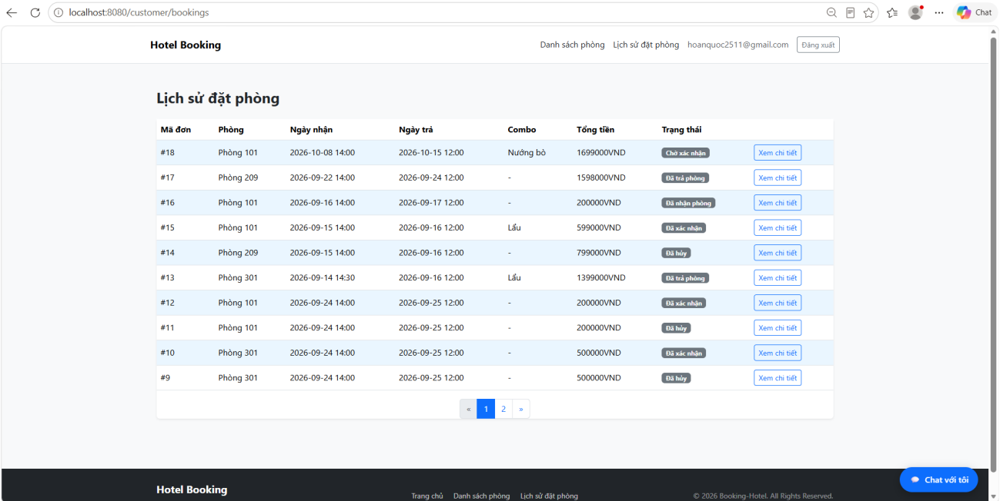 localhost:8080/customer/bookings
Chat
Hotel Booking
Danh sách phòng Lịch sử đặt phòng hoanquoc2511@gmail.com Đăng xuất
Lịch sử đặt phòng
Mã đơn Phòng Ngày nhận Ngày trả Combo Tổng tiền Trạng thái
#18 Phòng 101 2026-10-08 14:00 2026-10-15 12:00 Nướng bò 1699000VND Chờ xác nhận Xem chi tiết
#17 Phòng 209 2026-09-22 14:00 2026-09-24 12:00 - 1598000VND Đã trả phòng Xem chi tiết
#16 Phòng 101 2026-09-16 14:00 2026-09-17 12:00 - 200000VND Đã nhận phòng Xem chi tiết
#15 Phòng 101 2026-09-15 14:00 2026-09-16 12:00 Lẩu 599000VND Đã xác nhận Xem chi tiết
#14 Phòng 209 2026-09-15 14:00 2026-09-16 12:00 - 799000VND Đã hủy Xem chi tiết
#13 Phòng 301 2026-09-14 14:30 2026-09-16 12:00 Lẩu 1399000VND Đã trả phòng Xem chi tiết
#12 Phòng 101 2026-09-24 14:00 2026-09-25 12:00 - 200000VND Đã xác nhận Xem chi tiết
#11 Phòng 101 2026-09-24 14:00 2026-09-25 12:00 - 200000VND Đã hủy Xem chi tiết
#10 Phòng 301 2026-09-24 14:00 2026-09-25 12:00 - 500000VND Đã xác nhận Xem chi tiết
#9 Phòng 301 2026-09-24 14:00 2026-09-25 12:00 - 500000VND Đã hủy Xem chi tiết
« 1 2 »
Chat với tôi
Hotel Booking
Trang chủ Danh sách phòng Lịch sử đặt phòng © 2026 Booking-Hotel. All Rights Reserved.